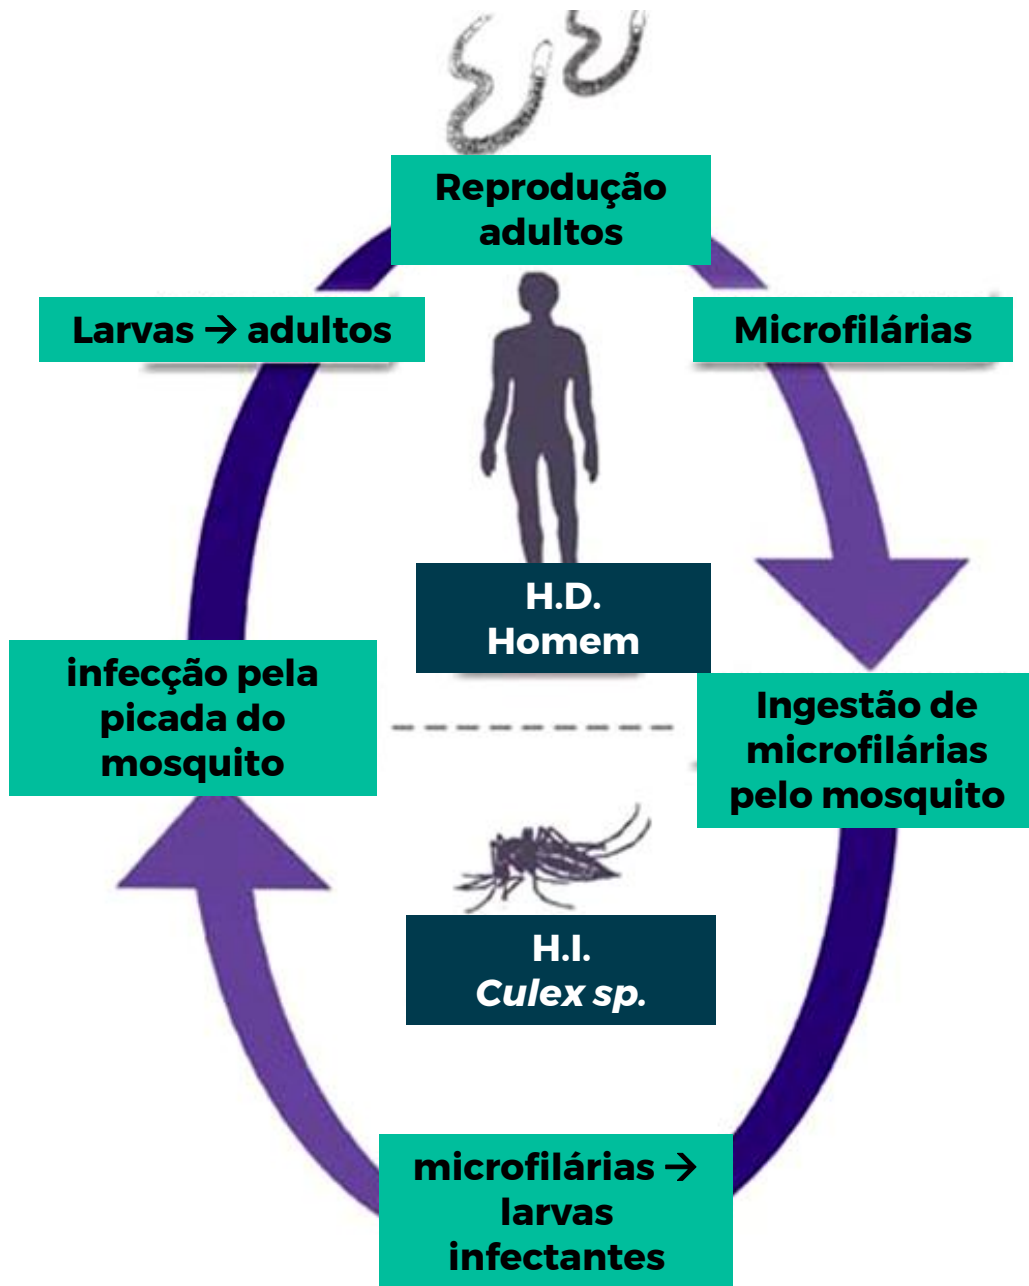 Reprodução
adultos
Larvas → adultos
Microfilárias
H.D.
Homem
infecção pela
picada do
mosquito
Ingestão de
microfilárias
pelo mosquito
H.I.
Culex sp.
microfilárias →
larvas
infectantes